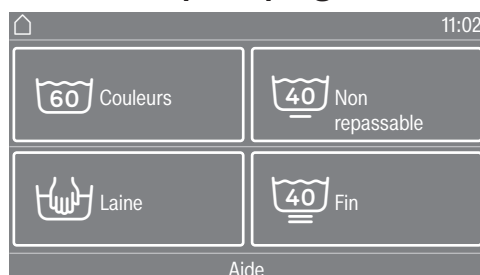 11:02
60 Couleurs
40 Non
repassable
Laine
40 Fin
Aide